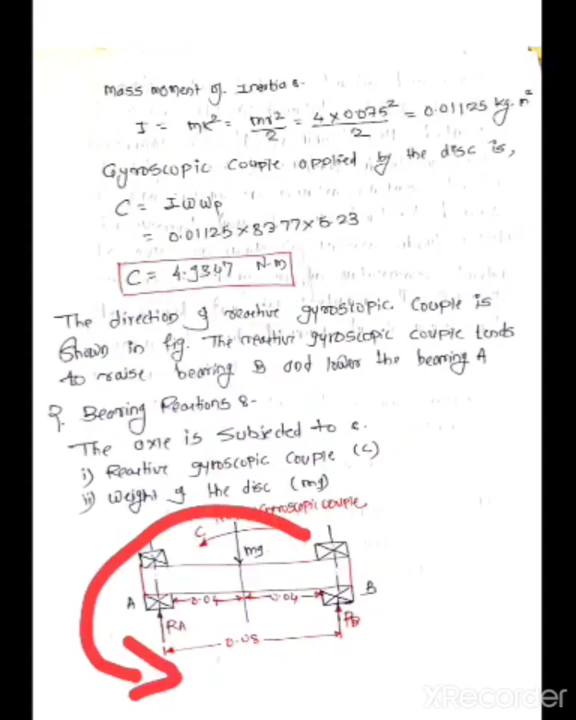 Mass moment of Inertia :-
I = mk² = mr²/2 = 4 × 0.075²/2 = 0.01125 kg.m²
Gyroscopic couple applied by the disc is,
C = I ω ωp
= 0.01125 × 83.77 × 5.23
C = 4.9347 N-m
The direction of reactive gyroscopic couple is
shown in fig. The reactive gyroscopic couple tends
to raise bearing B and lower the bearing A
Bearing Reactions :-
The axle is subjected to :
i) Reactive gyroscopic couple (C)
ii) Weight of the disc (mg)
Gyroscopic couple
C
mg
A 0.04 0.04 B
RA RB
0.08
XRecorder